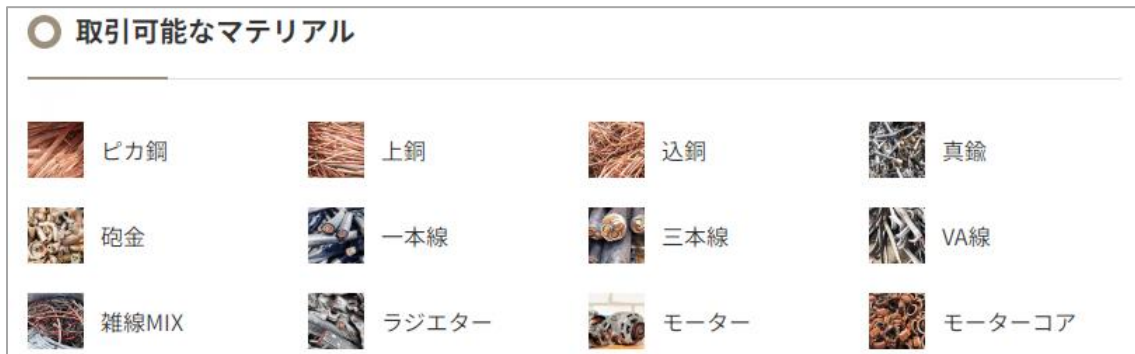 取引可能なマテリアル
ピカ鋼 上銅 込銅 真鍮
砲金 一本線 三本線 VA線
雑線MIX ラジエター モーター モーターコア